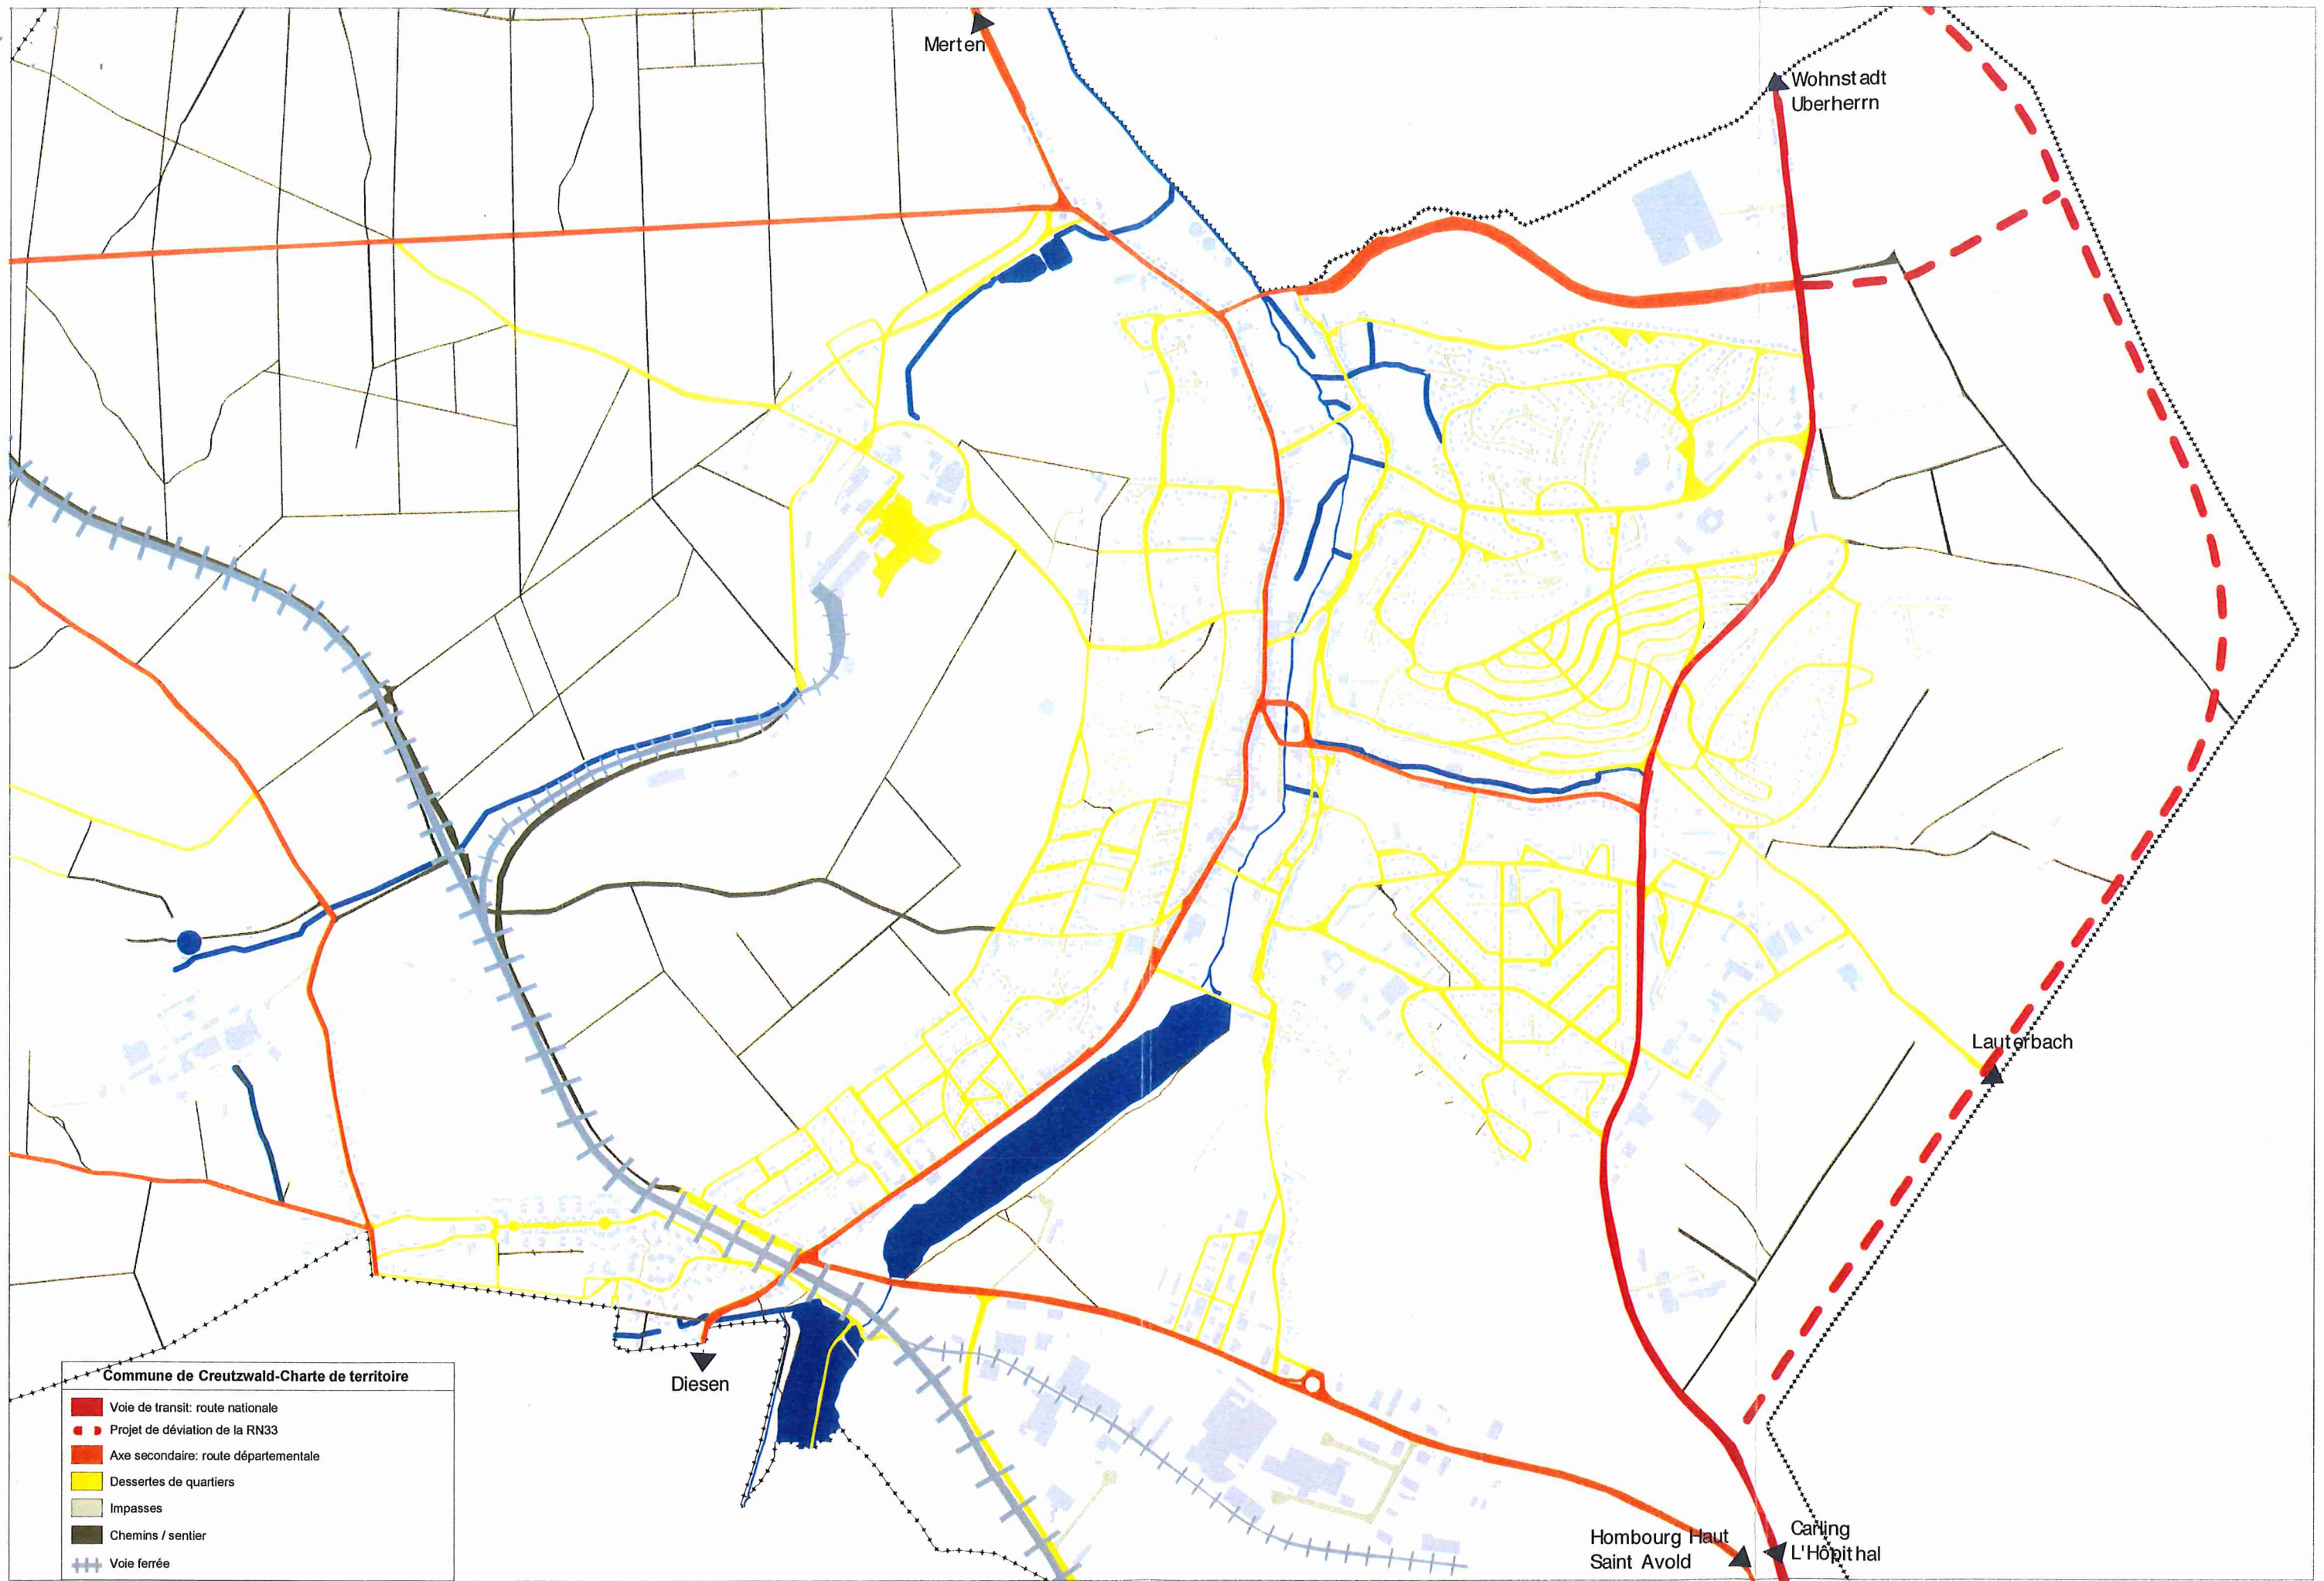 Merten
Wohnstadt
Uberherrn
Lauterbach
Diesen
Hombourg Haut
Saint Avold
Carling
L'Hôpithal
Commune de Creutzwald-Charte de territoire
Voie de transit: route nationale
Projet de déviation de la RN33
Axe secondaire: route départementale
Dessertes de quartiers
Impasses
Chemins / sentier
Voie ferrée